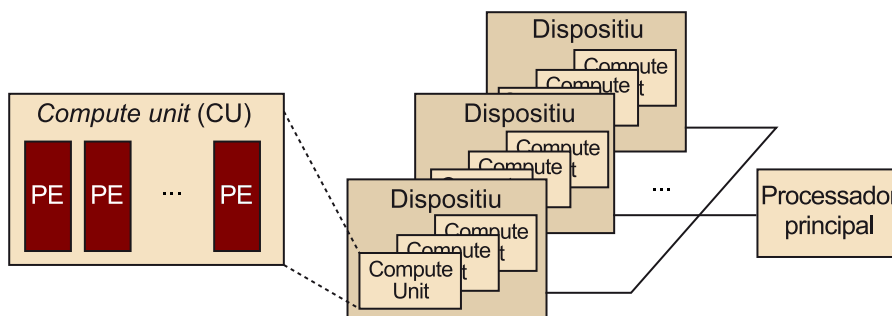 Compute unit (CU)
PE PE ... PE
Dispositiu
Compute
Compute
Dispositiu
Compute
Compute
Dispositiu
Compute
Compute
Compute
Unit
...
Processador
principal